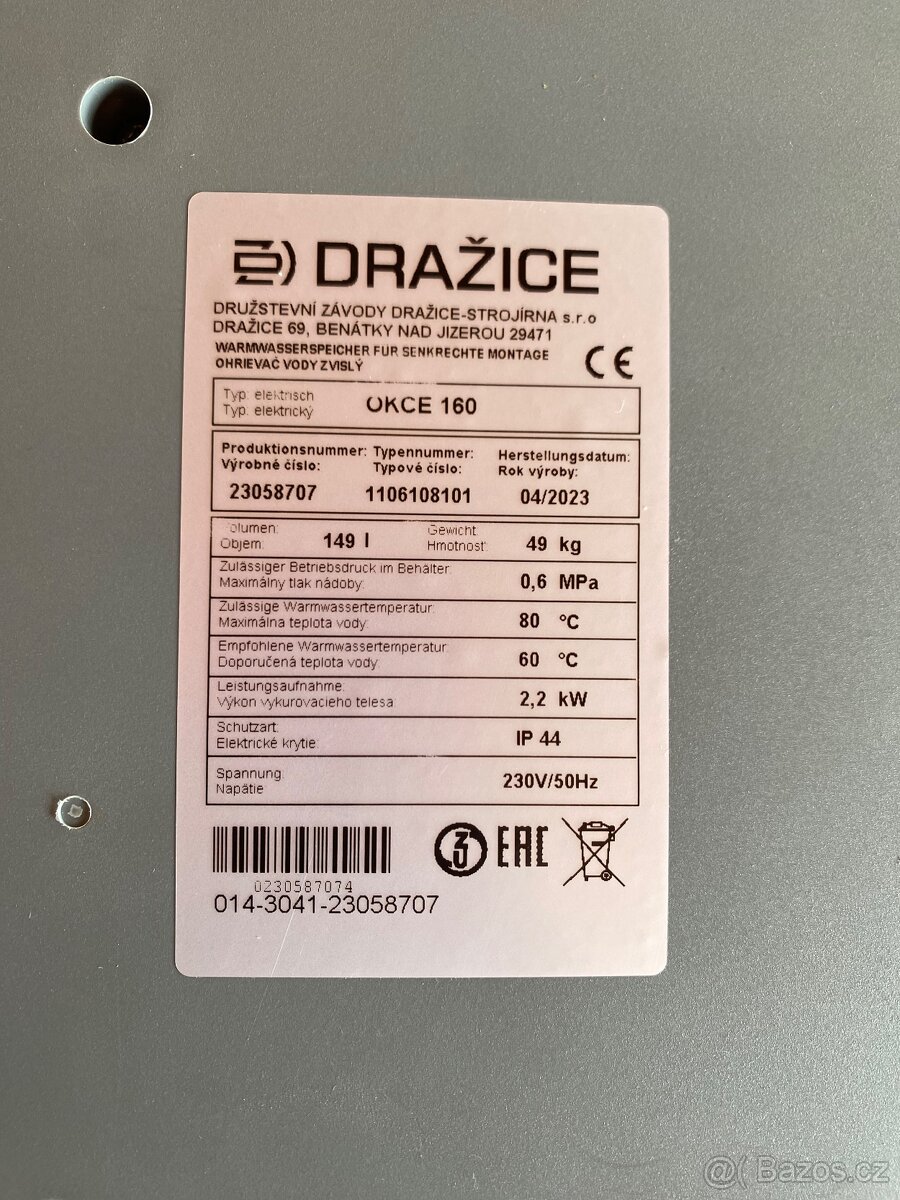 DRAŽICE
DRUŽSTEVNÍ ZÁVODY DRAŽICE-STROJÍRNA s.r.o
DRAŽICE 69, BENÁTKY NAD JIZEROU 29471
WARMWASSERSPEICHER FUR SENKRECHTE MONTAGE
OHRIEVAČ VODY ZVISLÝ
CE
Typ: elektrisch
Typ: elektrický
OKCE 160
Produktionsnummer: Typennummer: Herstellungsdatum:
Výrobné číslo: Typové číslo: Rok výroby:
23058707 1106108101 04/2023
Volumen: Gewicht:
Objem: 149 l Hmotnosť: 49 kg
Zulässiger Betriebsdruck im Behälter:
Maximálny tlak nádoby: 0,6 MPa
Zulässige Warmwassertemperatur:
Maximálna teplota vody: 80 °C
Empfohlene Warmwassertemperatur:
Doporučená teplota vody: 60 °C
Leistungsaufnahme:
Výkon vykurovacieho telesa 2,2 kW
Schutzart:
Elektrické krytie: IP 44
Spannung:
Napätie 230V/50Hz
3 EAC
0230587074
014-3041-23058707
@( Bazos.cz